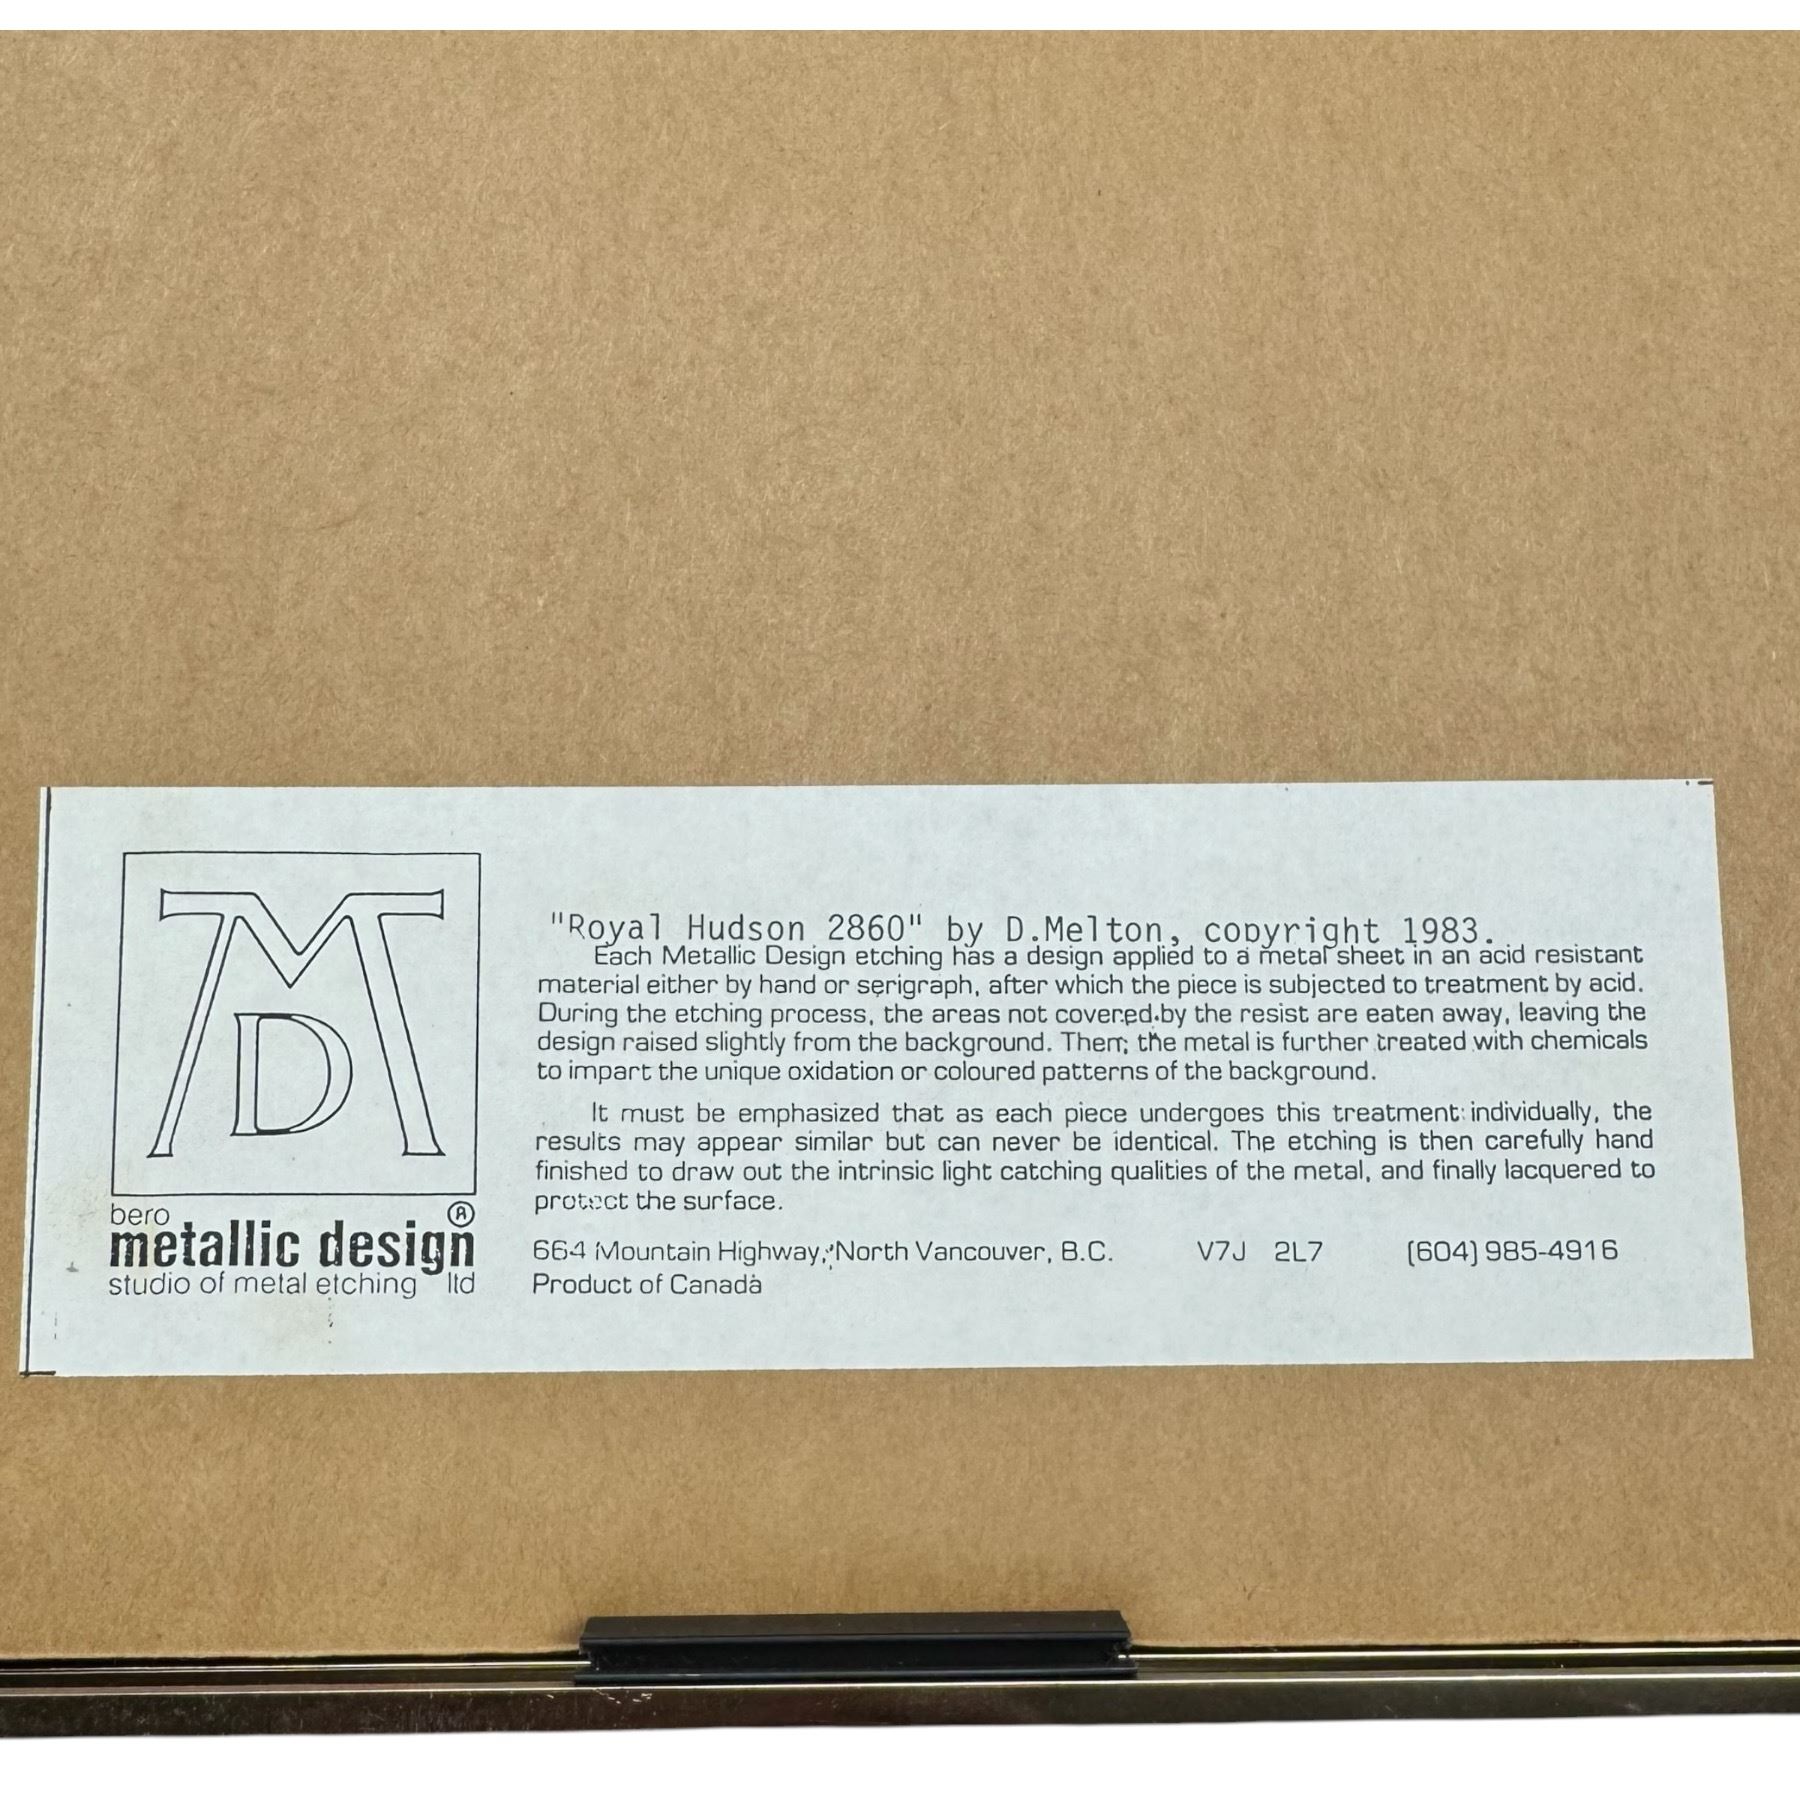 MD
bero
metallic design ®
studio of metal etching ltd
"Royal Hudson 2860" by D.Melton, copyright 1983.
Each Metallic Design etching has a design applied to a metal sheet in an acid resistant
material either by hand or serigraph, after which the piece is subjected to treatment by acid.
During the etching process, the areas not covered by the resist are eaten away, leaving the
design raised slightly from the background. Then, the metal is further treated with chemicals
to impart the unique oxidation or coloured patterns of the background.
It must be emphasized that as each piece undergoes this treatment individually, the
results may appear similar but can never be identical. The etching is then carefully hand
finished to draw out the intrinsic light catching qualities of the metal, and finally lacquered to
protect the surface.
664 Mountain Highway, North Vancouver, B.C. V7J 2L7 (604) 985-4916
Product of Canada